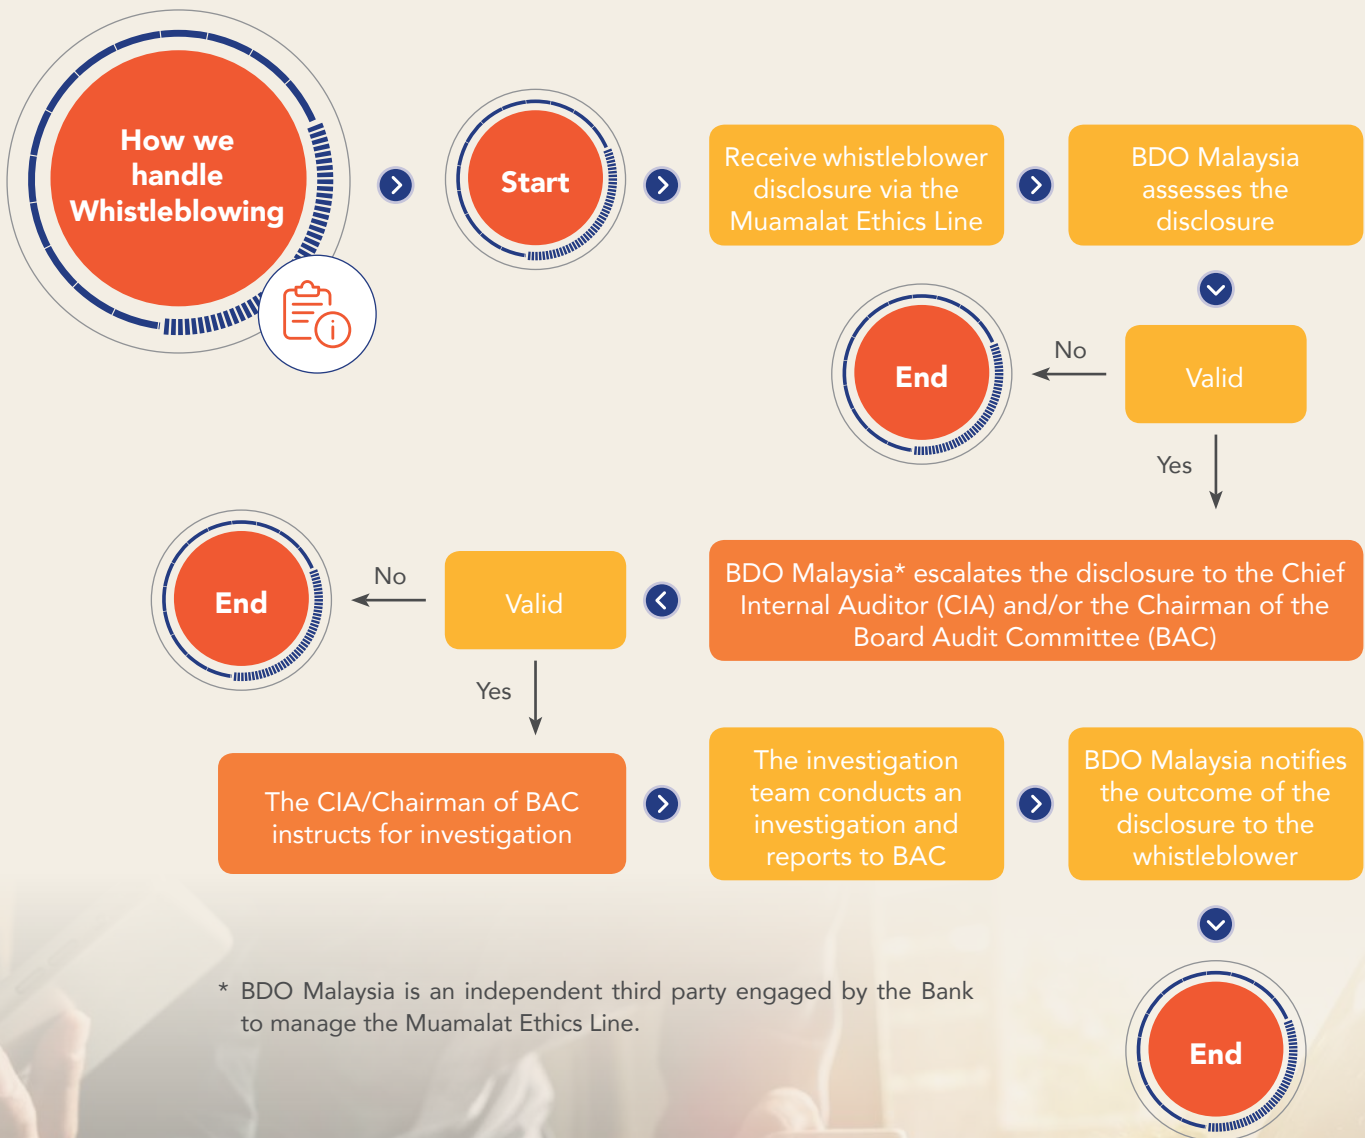 How we
handle
Whistleblowing
Start
Receive whistleblower
disclosure via the
Muamalat Ethics Line
BDO Malaysia
assesses the
disclosure
Valid
No
End
Yes
BDO Malaysia* escalates the disclosure to the Chief
Internal Auditor (CIA) and/or the Chairman of the
Board Audit Committee (BAC)
Valid
No
End
Yes
The CIA/Chairman of BAC
instructs for investigation
The investigation
team conducts an
investigation and
reports to BAC
BDO Malaysia notifies
the outcome of the
disclosure to the
whistleblower
End
* BDO Malaysia is an independent third party engaged by the Bank
to manage the Muamalat Ethics Line.